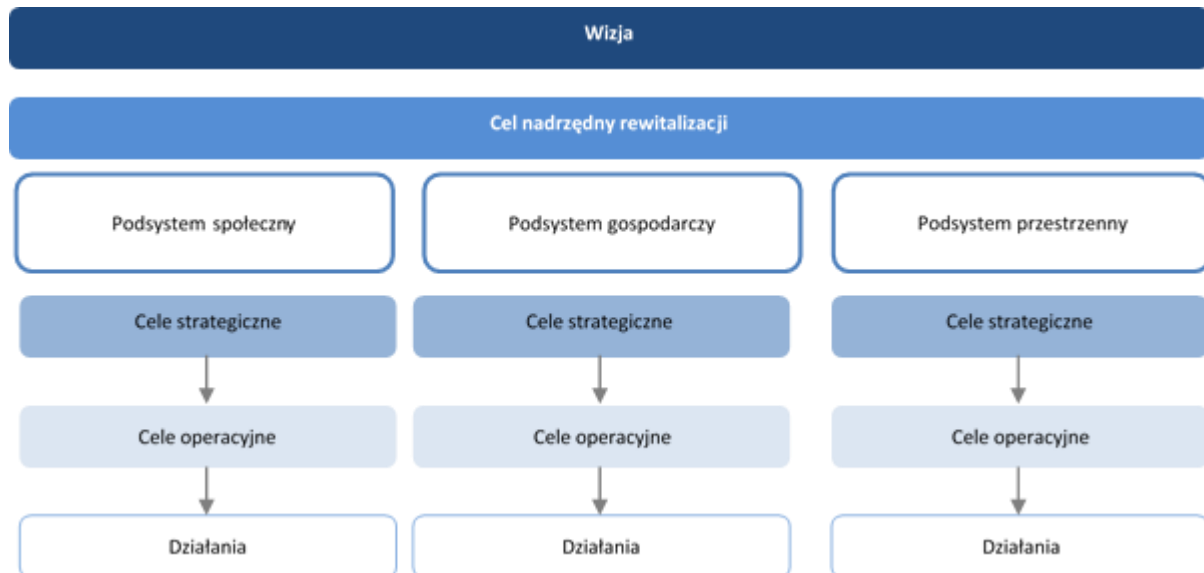 Wizja
Cel nadrzędny rewitalizacji
Podsystem społeczny
Podsystem gospodarczy
Podsystem przestrzenny
Cele strategiczne
Cele strategiczne
Cele strategiczne
Cele operacyjne
Cele operacyjne
Cele operacyjne
Działania
Działania
Działania